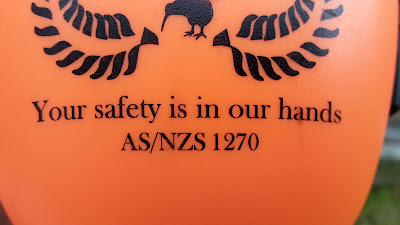 Your safety is in our hands
AS/NZS 1270